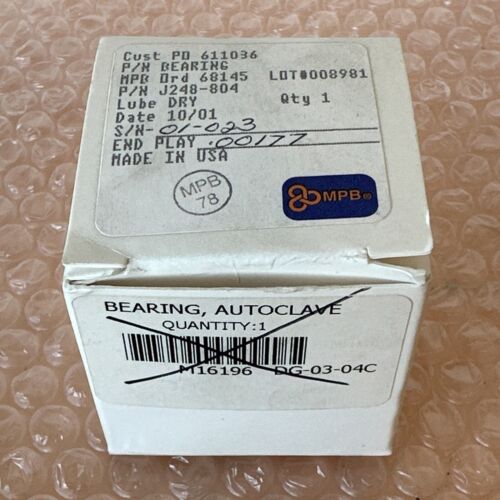 Cust PO 611036
P/N BEARING
MPB Ord 68145 LOT#008981
P/N J248-804
Lube DRY Qty 1
Date 10/01
S/N- 01-023
END PLAY .00177
MADE IN USA
MPB
78
MPB®
BEARING, AUTOCLAVE
QUANTITY:1
M16196 DG-03-04C